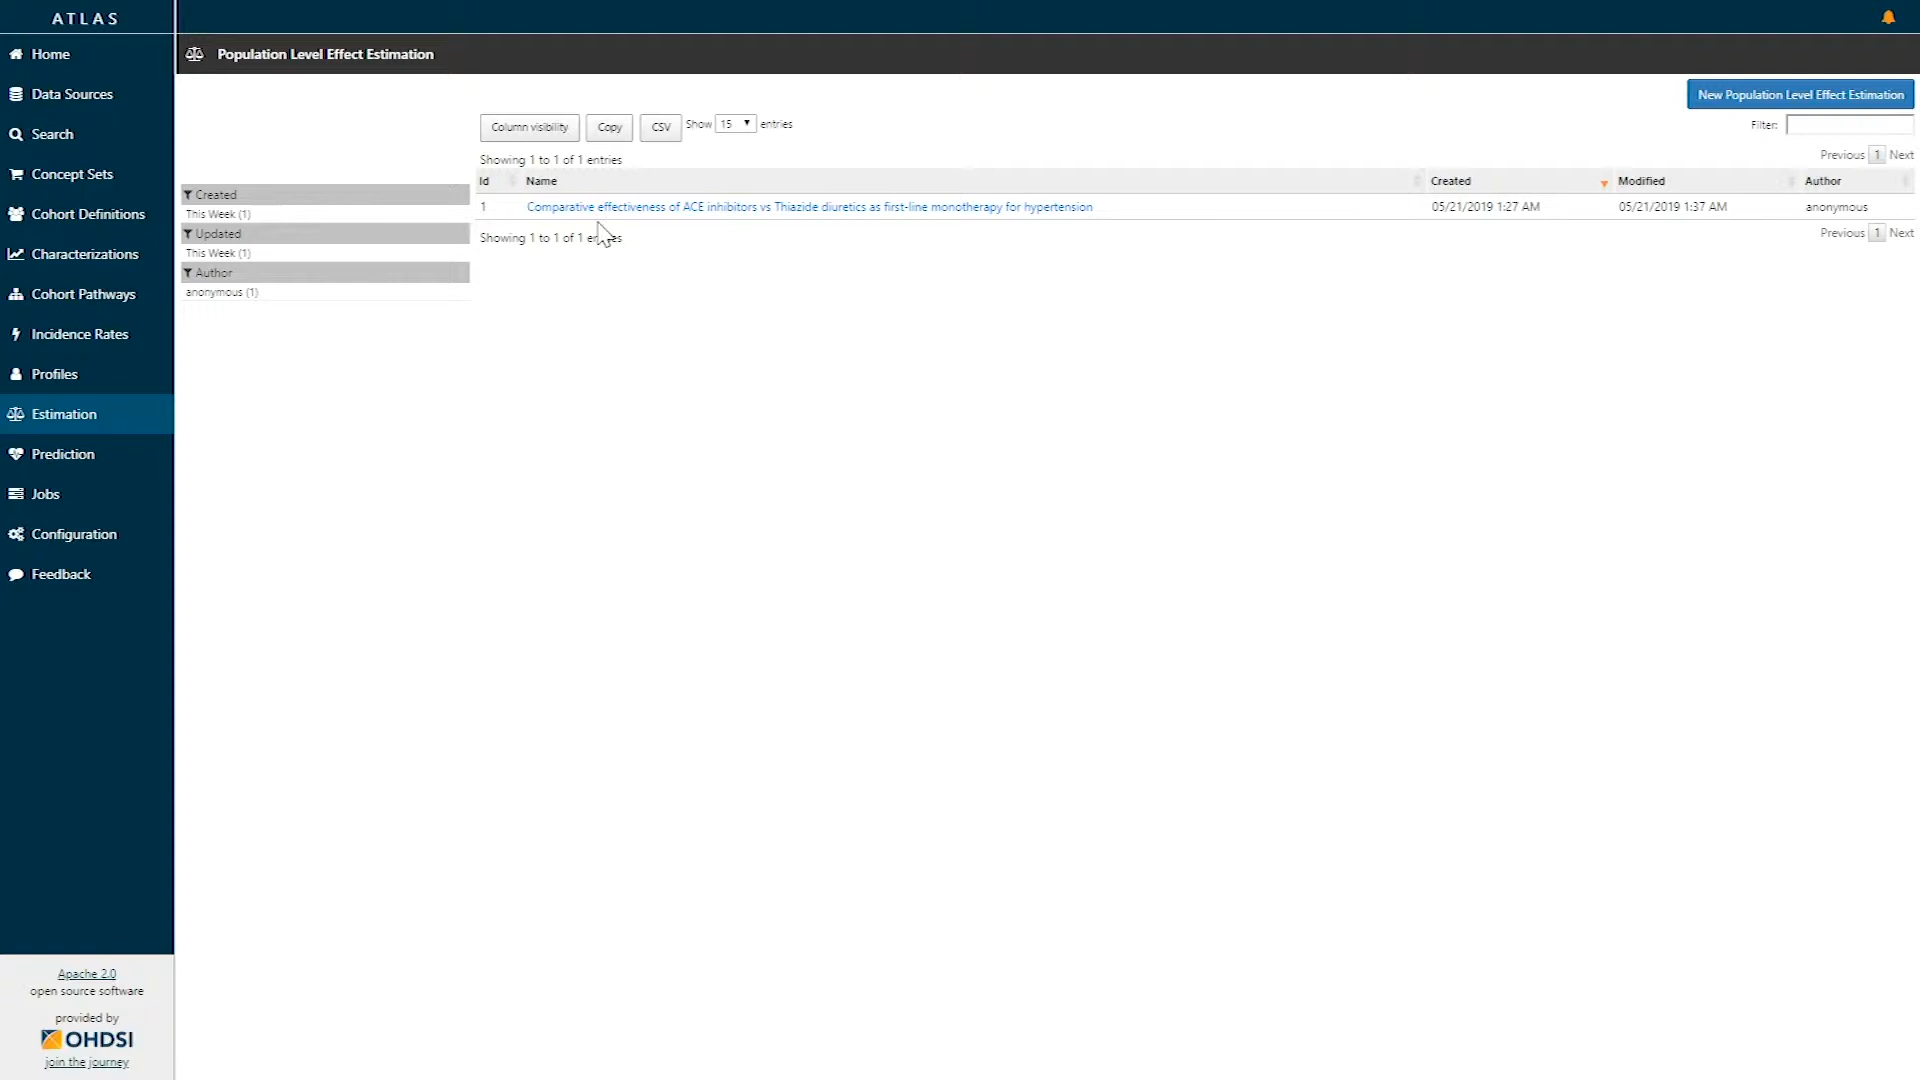 ATLAS
Home
Data Sources
Search
Concept Sets
Cohort Definitions
Characterizations
Cohort Pathways
Incidence Rates
Profiles
Estimation
Prediction
Jobs
Configuration
Feedback
Apache 2.0
open source software
provided by
OHDSI
join the journey
Population Level Effect Estimation
New Population Level Effect Estimation
Column visibility Copy CSV Show 15 entries
Filter:
Showing 1 to 1 of 1 entries
Previous 1 Next
Created
This Week (1)
Updated
This Week (1)
Author
anonymous (1)
Id Name Created Modified Author
1 Comparative effectiveness of ACE inhibitors vs Thiazide diuretics as first-line monotherapy for hypertension 05/21/2019 1:27 AM 05/21/2019 1:37 AM anonymous
Showing 1 to 1 of 1 entries
Previous 1 Next